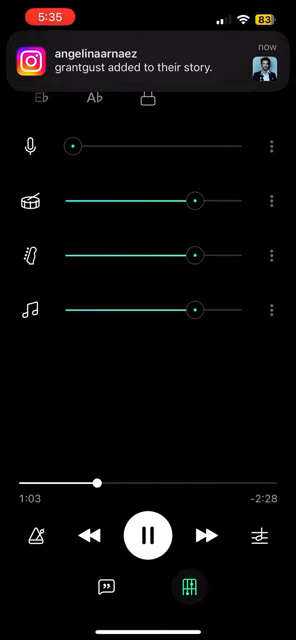 5:35
83
angelinaarnaez
now
grantgust added to their story.
E♭
A♭
1:03
-2:28